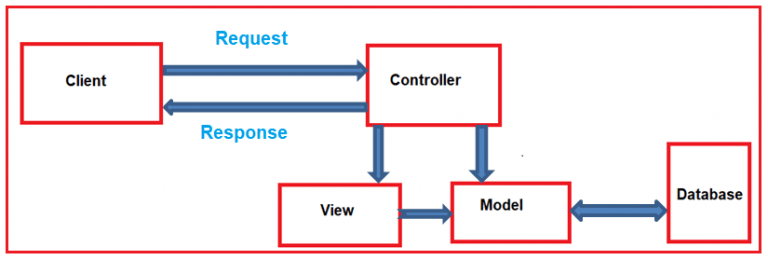 Request
Client
Controller
Response
View
Model
Database